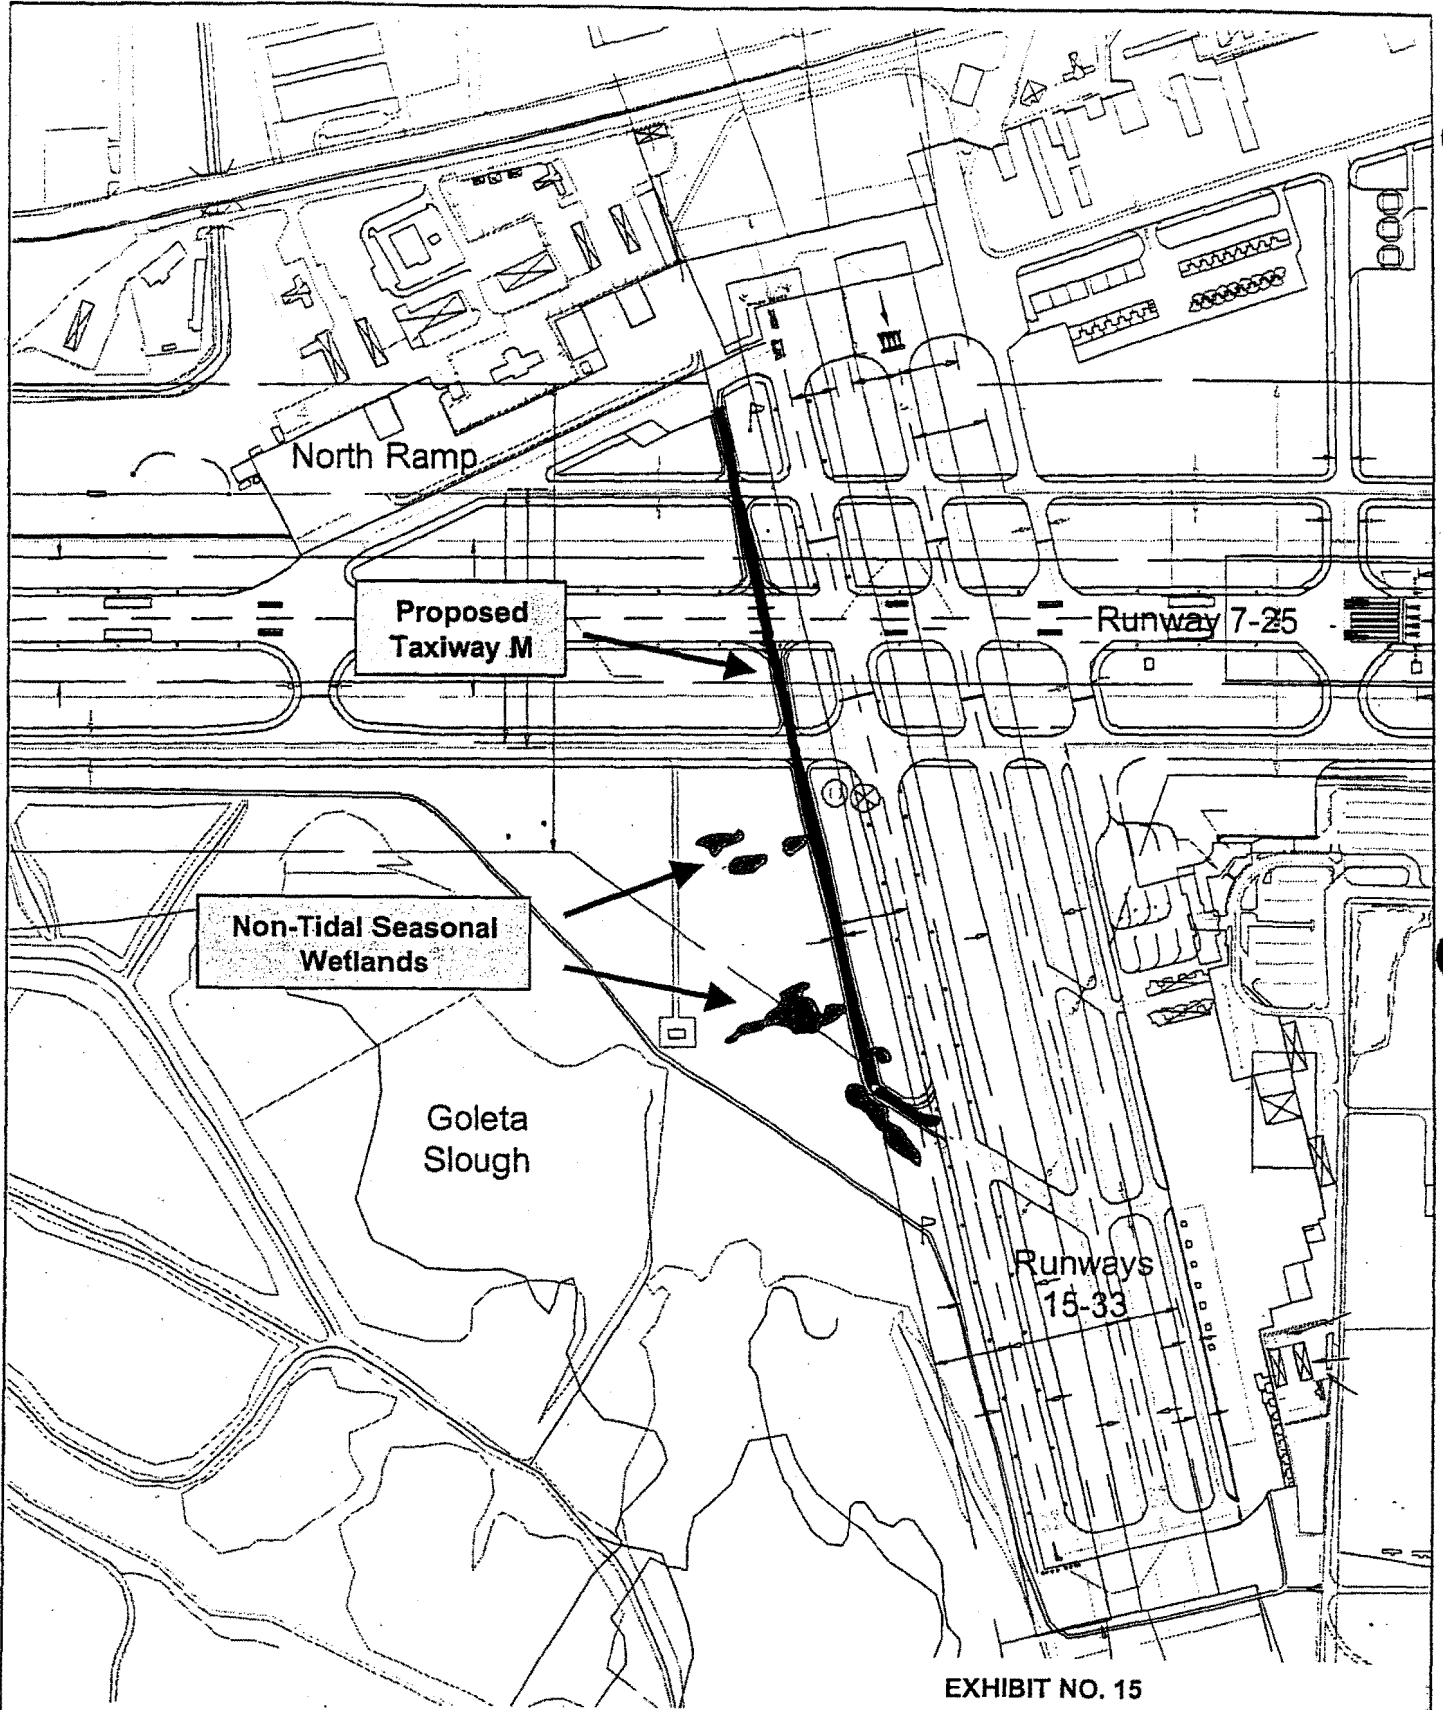 North Ramp
Proposed
Taxiway M
Runway 7-25
Non-Tidal Seasonal
Wetlands
Goleta
Slough
Runways
15-33
EXHIBIT NO. 15